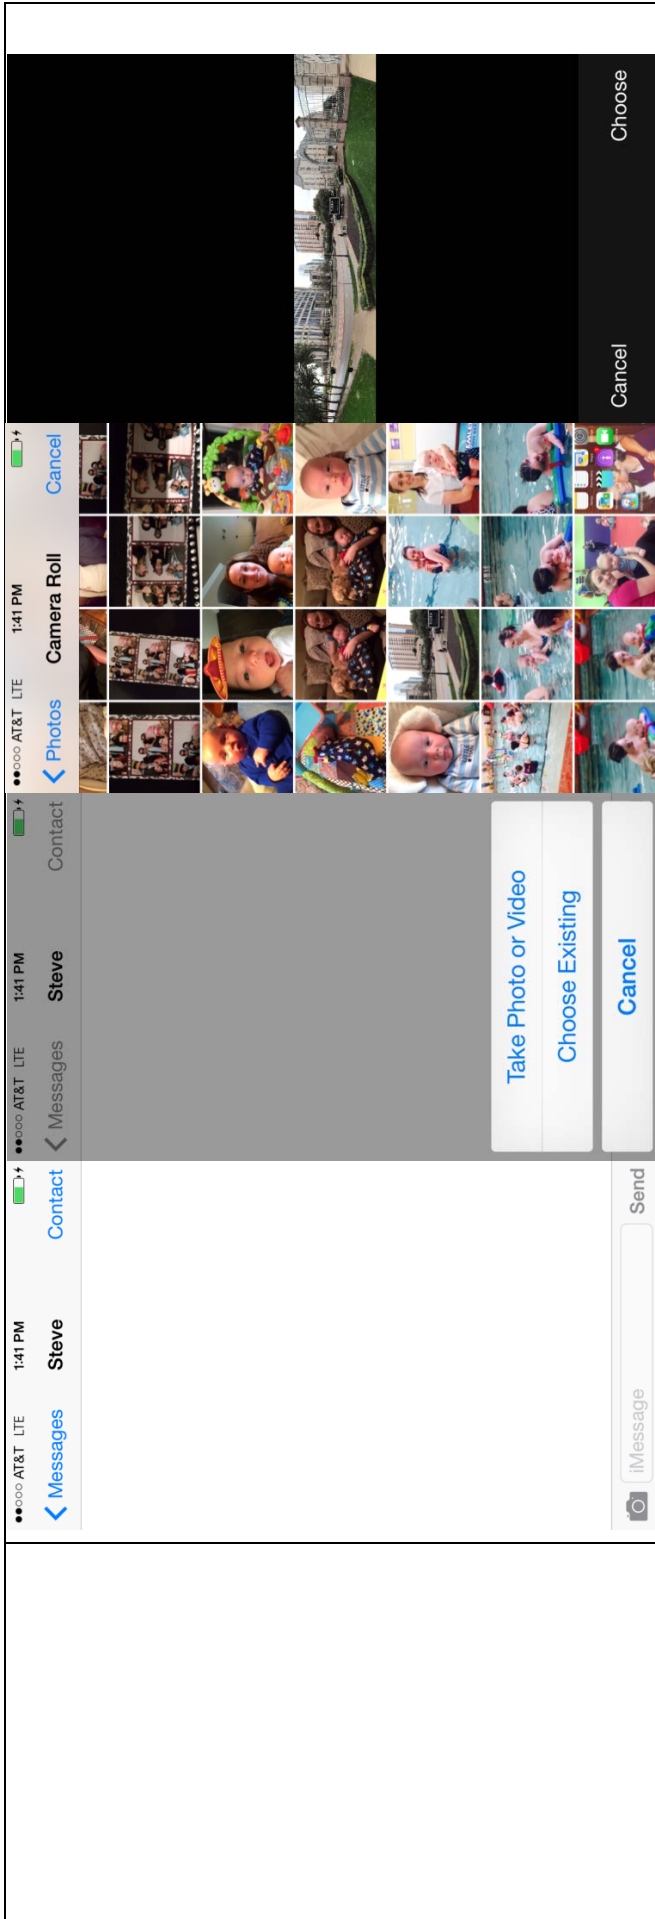 ●●○○○ AT&T LTE 1:41 PM
Messages Steve Contact
iMessage Send
●●○○○ AT&T LTE 1:41 PM
Messages Steve Contact
Take Photo or Video
Choose Existing
Cancel
●●○○○ AT&T LTE 1:41 PM
Photos Camera Roll Cancel
Cancel Choose